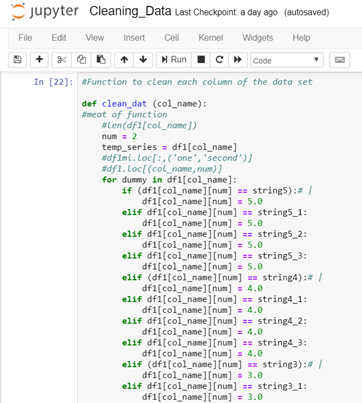 jupyter Cleaning_Data Last Checkpoint: a day ago (autosaved)
File Edit View Insert Cell Kernel Widgets Help
Run Code
In [22]: #Function to clean each column of the data set
def clean_dat (col_name):
#meat of function
    #len(df1[col_name])
    num = 2
    temp_series = df1[col_name]
    #df1mi.loc[:,('one','second')]
    #df1.loc[(col_name,num)]
    for dummy in df1[col_name]:
        if (df1[col_name][num] == string5):# |
            df1[col_name][num] = 5.0
        elif df1[col_name][num] == string5_1:
            df1[col_name][num] = 5.0
        elif df1[col_name][num] == string5_2:
            df1[col_name][num] = 5.0
        elif df1[col_name][num] == string5_3:
            df1[col_name][num] = 5.0
        elif (df1[col_name][num] == string4):# |
            df1[col_name][num] = 4.0
        elif df1[col_name][num] == string4_1:
            df1[col_name][num] = 4.0
        elif df1[col_name][num] == string4_2:
            df1[col_name][num] = 4.0
        elif df1[col_name][num] == string4_3:
            df1[col_name][num] = 4.0
        elif (df1[col_name][num] == string3):# |
            df1[col_name][num] = 3.0
        elif df1[col_name][num] == string3_1:
            df1[col_name][num] = 3.0